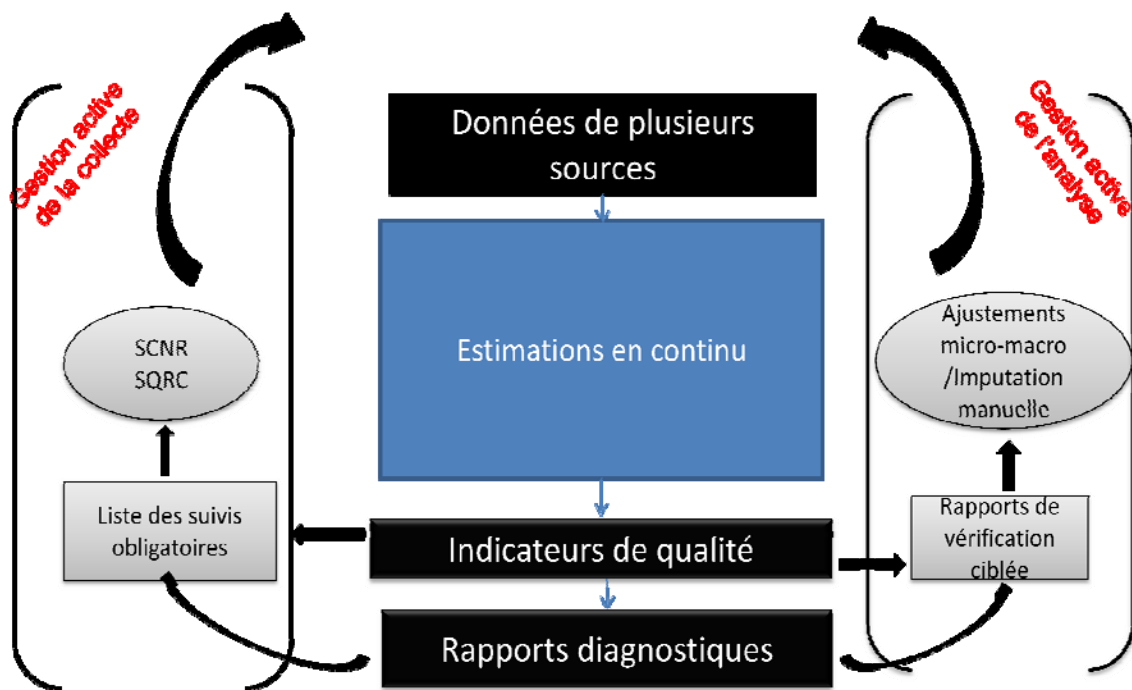 Gestion active
de la collecte
Données de plusieurs
sources
Gestion active
de l'analyse
Estimations en continu
SCNR
SQRC
Ajustements
micro-macro
/Imputation
manuelle
Liste des suivis
obligatoires
Indicateurs de qualité
Rapports de
vérification
ciblée
Rapports diagnostiques